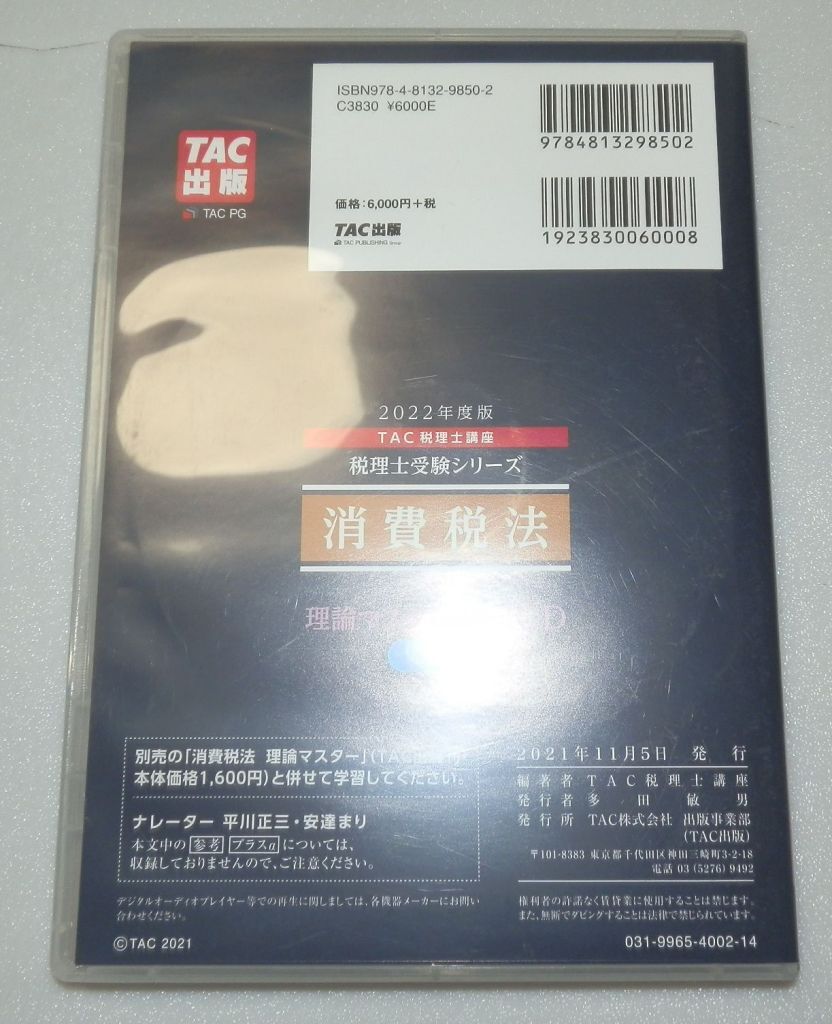 ISBN978-4-8132-9850-2
C3830 ¥6000E
9784813298502
価格:6,000円+税
TAC出版
TAC PUBLISHING Group
1923830060008
TAC
出版
TAC PG
2022年度版
TAC税理士講座
税理士受験シリーズ
消費税法
理論マ
別売の「消費税法 理論マスター」(TAC
本体価格1,600円)と併せて学習してください。
ナレーター 平川正三・安達まり
本文中の 参考 プラスα については、
収録しておりませんので、ご注意ください。
デジタルオーディオプレイヤー等での再生に関しましては、各機器メーカーにお問い
合わせください。
©TAC 2021
2021年11月5日 発 行
編著者 TAC税理士講座
発行者 多 田 敏 男
発行所 TAC株式会社 出版事業部
(TAC出版)
〒101-8383 東京都千代田区神田三崎町3-2-18
電話 03 (5276) 9492
権利者の許諾なく賃貸業に使用することは禁じます。
また、無断でダビングすることは法律で禁じられています。
031-9965-4002-14